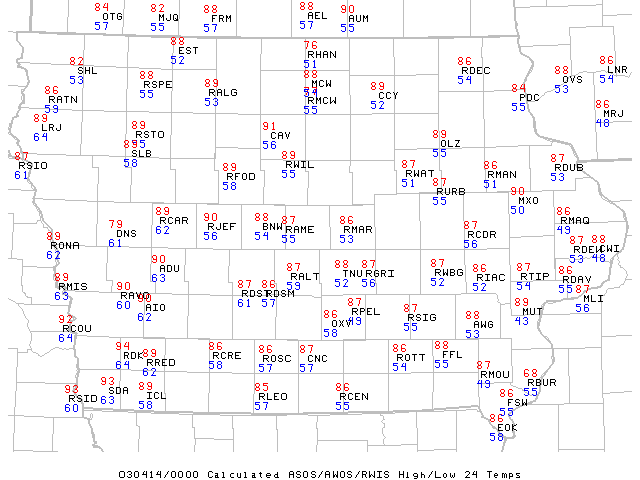 84 OTG 57
82 MJQ 55
88 FRM 57
88 AEL 57
90 AUM 55
88 EST 52
76 RHAN 51
82 SHL 53
88 RSPE 55
89 RALG 53
88 MCW
RMCW 55
89 CCY 52
86 RDEC 54
88 OVS 53
86 LNR 54
86 RATN 59
84 PDC 55
86 MRJ 48
89 LRJ 64
89 RSTO 55
SLB 58
91 CAV 56
89 OLZ 55
87 RSIO 61
89 RFOD 58
89 RWIL 55
87 RWAT 51
86 RMAN 51
87 RDUB 53
87 RURB 55
90 MXO 50
89 RONA 62
79 DNS 61
89 RCAR 62
90 RJEF 56
88 BNW 54
87 RAME 55
86 RMAR 53
89 RCDR 56
86 RMAQ 49
87 RDEW 53
88 CWI 48
90 ADU 63
89 RMIS 63
90 RAVO 60
AIO 62
87 RDST 61
86 RDSM 57
87 RALT 59
88 TNU 52
87 RGRI 56
87 RWBG 52
86 RIAC 52
87 RTIP 54
86 RDAV 55
87 MLI 56
92 RCOU 64
86 OXV 58
87 RPEL 49
87 RSIG 55
88 AWG 53
89 MUT 43
94 RDK 64
89 RRED 62
86 RCRE 58
86 ROSC 57
87 CNC 57
86 ROTT 54
88 FFL 55
87 RMOU 49
68 RBUR 55
93 RSID 60
93 SDA 63
89 ICL 58
85 RLEO 57
86 RCEN 55
86 FSW 55
86 EOK 58
030414/0000 Calculated ASOS/AWOS/RWIS High/Low 24 Temps